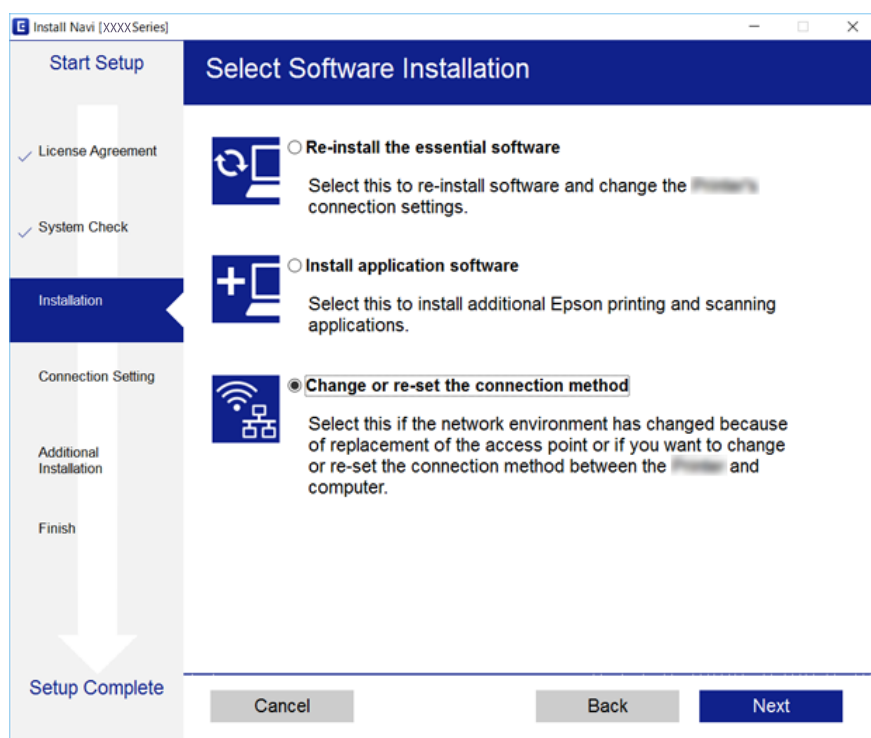 Install Navi [XXXX Series]
Start Setup
License Agreement
System Check
Installation
Connection Setting
Additional
Installation
Finish
Setup Complete
Select Software Installation
Re-install the essential software
Select this to re-install software and change the
connection settings.
Install application software
Select this to install additional Epson printing and scanning
applications.
Change or re-set the connection method
Select this if the network environment has changed because
of replacement of the access point or if you want to change
or re-set the connection method between the and
computer.
Cancel
Back
Next